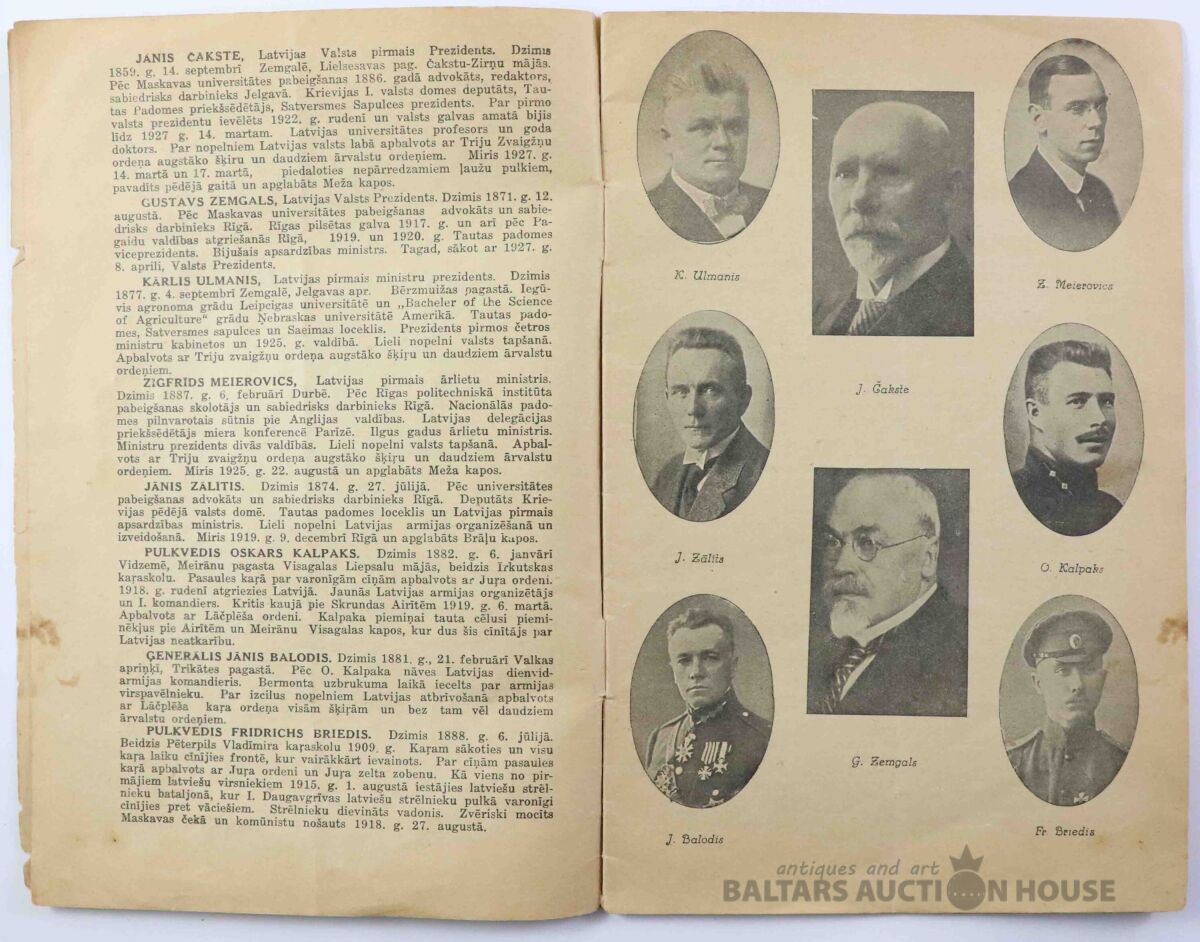 JĀNIS ČAKSTE, Latvijas Valsts pirmais Prezidents. Dzimis
1859. g. 14. septembrī Zemgalē, Lielsesavas pag. Čakstu-Zirņu mājās.
Pēc Maskavas universitātes pabeigšanas 1886. gadā advokāts, redaktors,
sabiedrisks darbinieks Jelgavā. Krievijas I. valsts domes deputāts, Tau-
tas Padomes priekšsēdētājs, Satversmes Sapulces prezidents. Par pirmo
valsts prezidentu ievēlēts 1922. g. rudenī un valsts galvas amatā bijis
līdz 1927 g. 14. martam. Latvijas universitātes profesors un goda
doktors. Par nopelniem Latvijas valsts labā apbalvots ar Triju Zvaigžņu
ordeņa augstāko šķiru un daudziem ārvalstu ordeņiem. Miris 1927. g.
14. martā un 17. martā, piedaloties nepārredzamiem ļaužu pulkiem,
pavadīts pēdējā gaitā un apglabāts Meža kapos.
GUSTAVS ZEMGALS, Latvijas Valsts Prezidents. Dzimis 1871. g. 12.
augustā. Pēc Maskavas universitātes pabeigšanas advokāts un sabie-
drisks darbinieks Rīgā. Rīgas pilsētas galva 1917. g. un arī pēc Pa-
gaidu valdības atgriešanās Rīgā, 1919. un 1920. g. Tautas padomes
viceprezidents. Bijušais apsardzības ministrs. Tagad, sākot ar 1927. g.
8. aprili, Valsts Prezidents.
KĀRLIS ULMANIS, Latvijas pirmais ministru prezidents. Dzimis
1877. g. 4. septembrī Zemgalē, Jelgavas apr. Bērzmuižas pagastā. Iegū-
vis agronoma grādu Leipcigas universitātē un „Bacheler of the Science
of Agriculture" grādu Ņebraskas universitātē Amerikā. Tautas pado-
mes, Satversmes sapulces un Saeimas loceklis. Prezidents pirmos četros
ministru kabinetos un 1925. g. valdībā. Lieli nopelni valsts tapšanā.
Apbalvots ar Triju zvaigžņu ordeņa augstāko šķiru un daudziem ārvalstu
ordeņiem.
ZIGFRĪDS MEIEROVICS, Latvijas pirmais ārlietu ministris.
Dzimis 1887. g. 6. februārī Durbē. Pēc Rīgas politechniskā institūta
pabeigšanas skolotājs un sabiedrisks darbinieks Rīgā. Nacionālās pado-
mes pilnvarotais sūtnis pie Anglijas valdības. Latvijas delegācijas
priekšsēdētājs miera konferencē Parīzē. Ilgus gadus ārlietu ministris.
Ministru prezidents divās valdībās. Lieli nopelni valsts tapšanā. Apbal-
vots ar Triju zvaigžņu ordeņa augstāko šķiru un daudziem ārvalstu
ordeņiem. Miris 1925. g. 22. augustā un apglabāts Meža kapos.
JĀNIS ZĀLĪTIS. Dzimis 1874. g. 27. jūlijā. Pēc universitātes
pabeigšanas advokāts un sabiedrisks darbinieks Rīgā. Deputāts Krie-
vijas pēdējā valsts domē. Tautas padomes loceklis un Latvijas pirmais
apsardzības ministris. Lieli nopelni Latvijas armijas organizēšanā un
izveidošanā. Miris 1919. g. 9. decembrī Rīgā un apglabāts Brāļu kapos.
PULKVEDIS OSKARS KALPAKS. Dzimis 1882. g. 6. janvārī
Vidzemē, Meirānu pagasta Visagalas Liepsalu mājās, beidzis Irkutskas
kaŗaskolu. Pasaules kaŗā par varonīgām cīņām apbalvots ar Juŗa ordeni.
1918. g. rudenī atgriezies Latvijā. Jaunās Latvijas armijas organizētājs
un I. komandiers. Kritis kaujā pie Skrundas Airītēm 1919. g. 6. martā.
Apbalvots ar Lāčplēša ordeni. Kalpaka piemiņai tauta cēlusi piemi-
nēkļus pie Airītēm un Meirānu Visagalas kapos, kur dus šis cīnītājs par
Latvijas neatkarību.
ĢENERĀLIS JĀNIS BALODIS. Dzimis 1881. g., 21. februārī Valkas
apriņķī, Trikātes pagastā. Pēc O. Kalpaka nāves Latvijas dienvid-
armijas komandieris. Bermonta uzbrukuma laikā iecelts par armijas
virspavēlnieku. Par izcilus nopelniem Latvijas atbrīvošanā apbalvots
ar Lāčplēša kaŗa ordeņa visām šķirām un bez tam vēl daudziem
ārvalstu ordeņiem.
PULKVEDIS FRIDRICHS BRIEDIS. Dzimis 1888. g. 6. jūlijā.
Beidzis Pēterpils Vladimira kaŗaskolu 1909. g. Kaŗam sākoties un visu
kaŗa laiku cīnījies frontē, kur vairākkārt ievainots. Par cīņām pasaules
kaŗā apbalvots ar Juŗa ordeni un Juŗa zelta zobenu. Kā viens no pir-
mājiem latviešu virsniekiem 1915. g. 1. augustā iestājies latviešu strēl-
nieku bataljonā, kur I. Daugavgrīvas latviešu strēlnieku pulkā varonīgi
cīnījies pret vāciešiem. Strēlnieku dievināts vadonis. Zvēriski mocīts
Maskavas čekā un komūnistu nošauts 1918. g. 27. augustā.
K. Ulmanis
Z. Meierovics
J. Čakste
J. Zālītis
O. Kalpaks
G. Zemgals
J. Balodis
Fr. Briedis
antiques and art
BALTARS AUCTION HOUSE